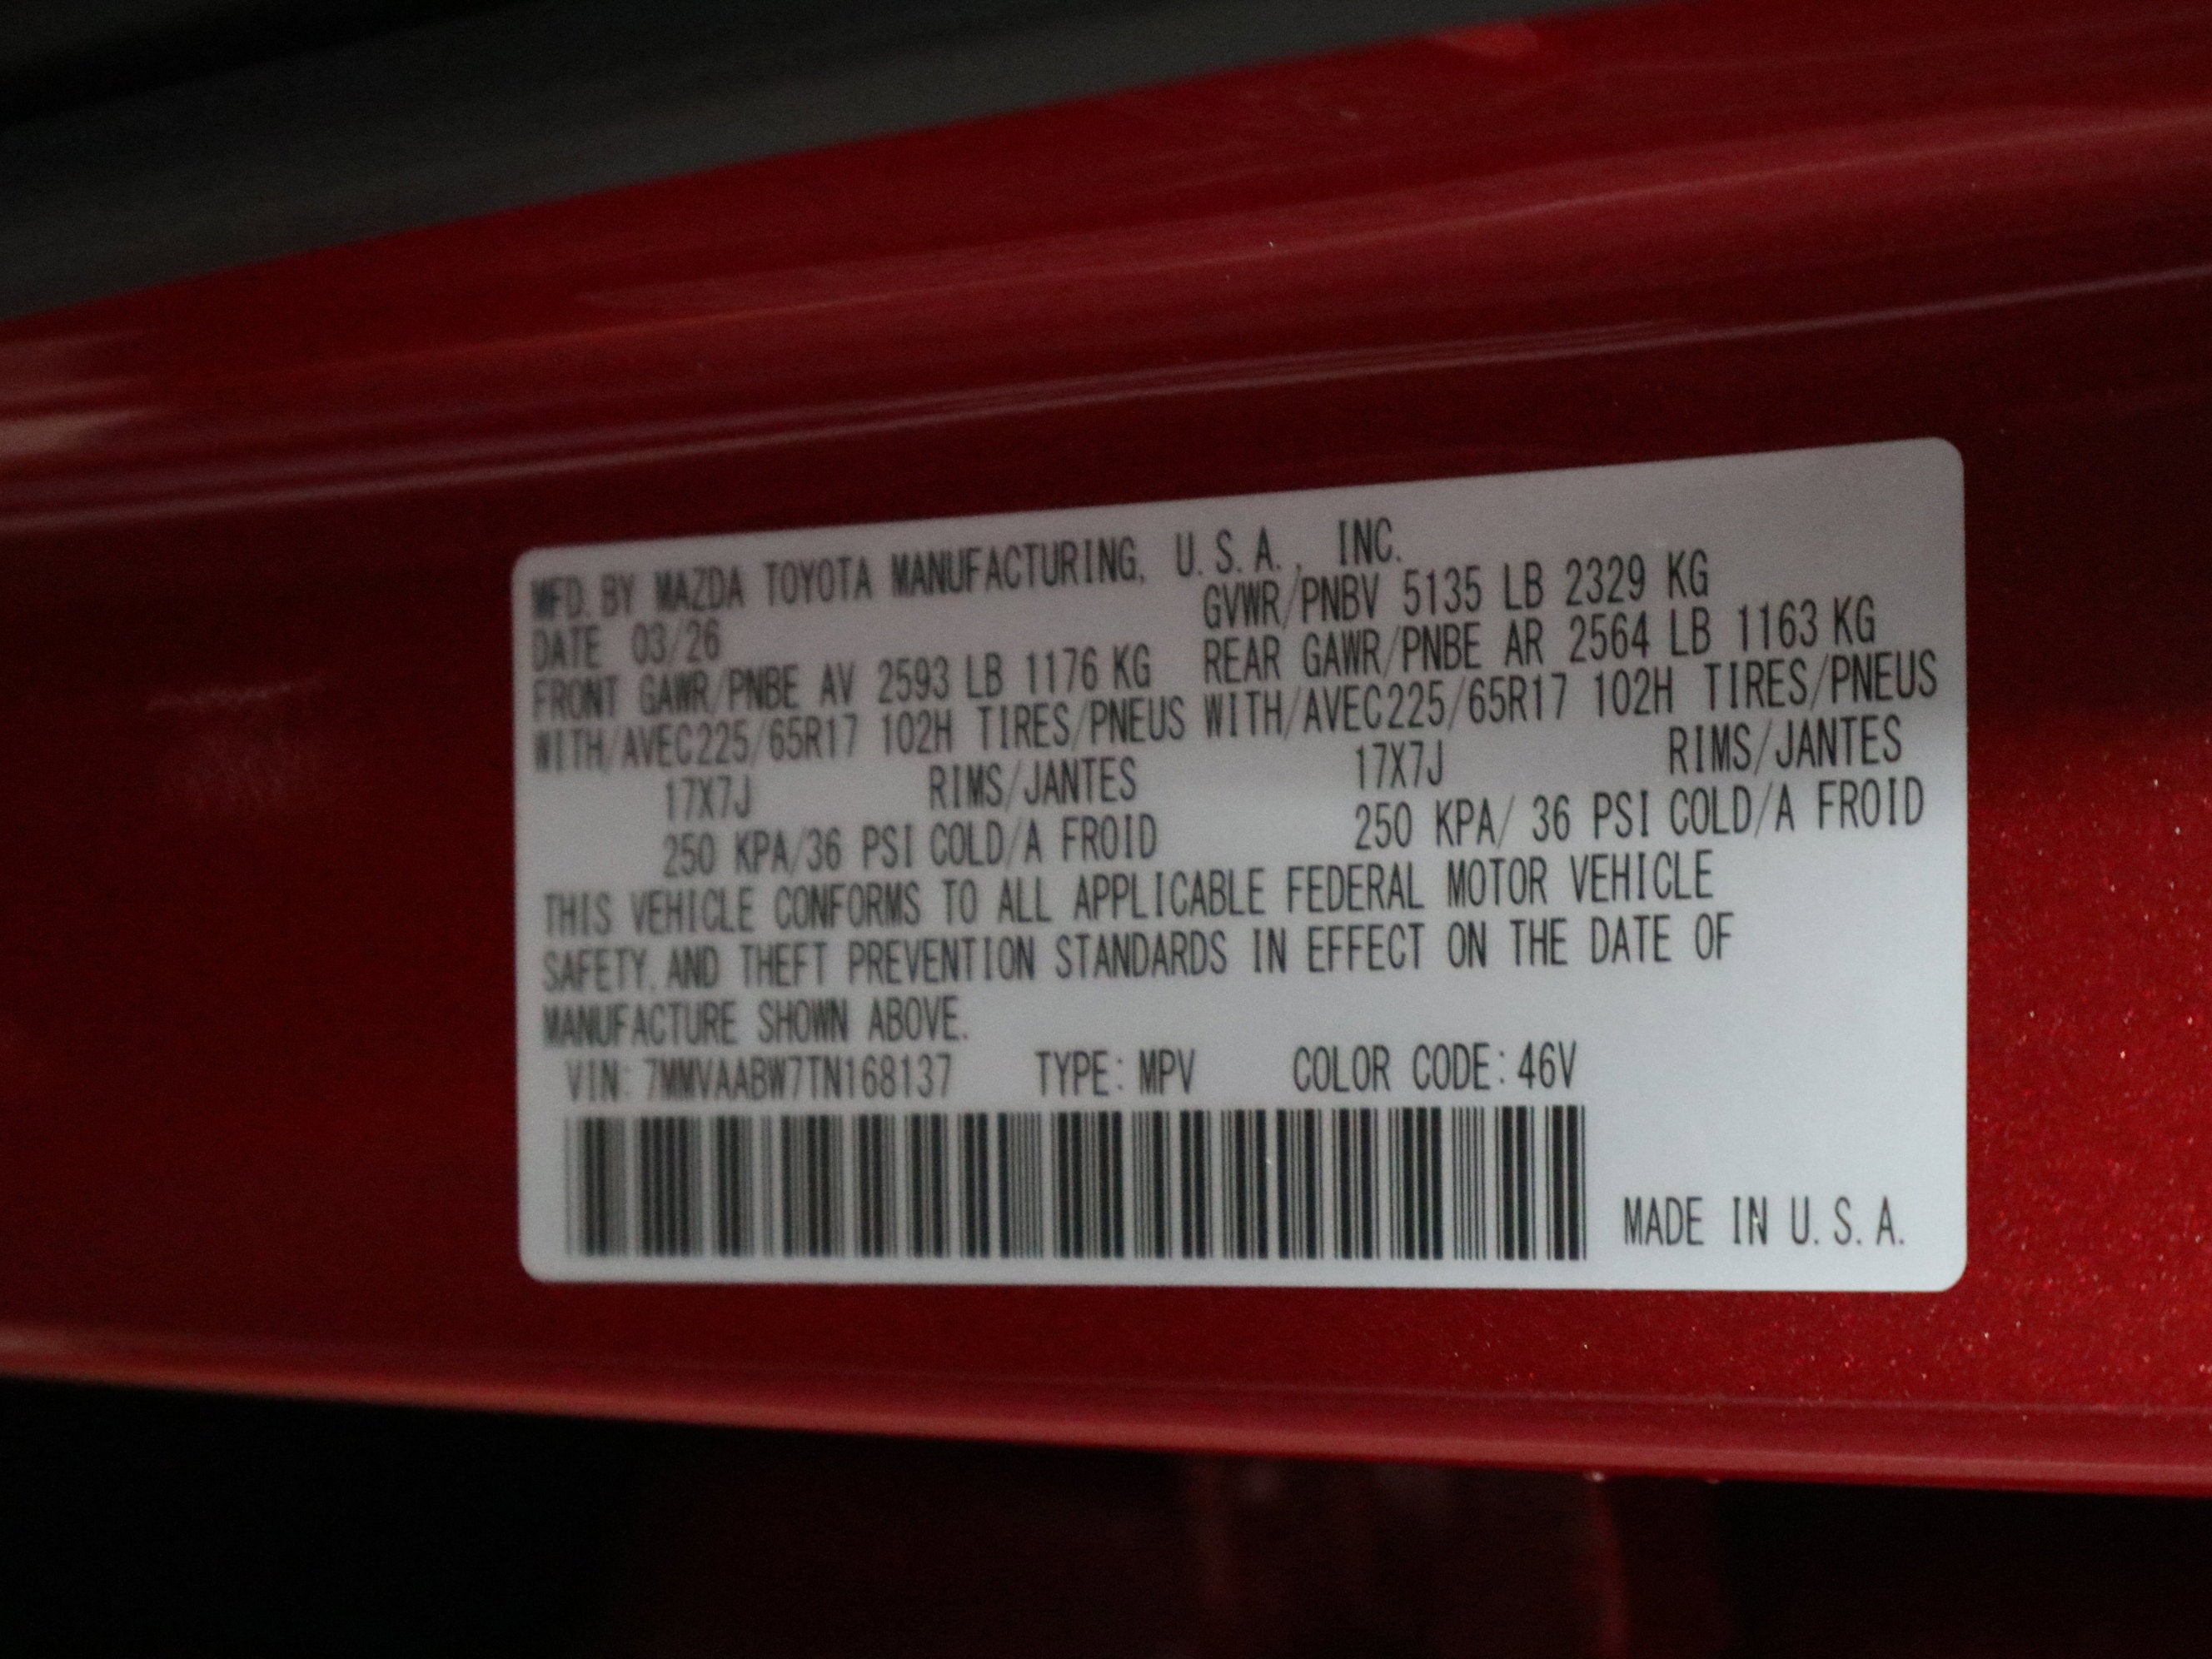 MFD. BY MAZDA TOYOTA MANUFACTURING, U.S.A., INC.
DATE 03/26 GVWR/PNBV 5135 LB 2329 KG
FRONT GAWR/PNBE AV 2593 LB 1176 KG REAR GAWR/PNBE AR 2564 LB 1163 KG
WITH/AVEC225/65R17 102H TIRES/PNEUS WITH/AVEC225/65R17 102H TIRES/PNEUS
17X7J RIMS/JANTES 17X7J RIMS/JANTES
250 KPA/36 PSI COLD/A FROID 250 KPA/ 36 PSI COLD/A FROID
THIS VEHICLE CONFORMS TO ALL APPLICABLE FEDERAL MOTOR VEHICLE
SAFETY, AND THEFT PREVENTION STANDARDS IN EFFECT ON THE DATE OF
MANUFACTURE SHOWN ABOVE.
VIN: 7MMVAABW7TN168137 TYPE: MPV COLOR CODE: 46V
MADE IN U.S.A.